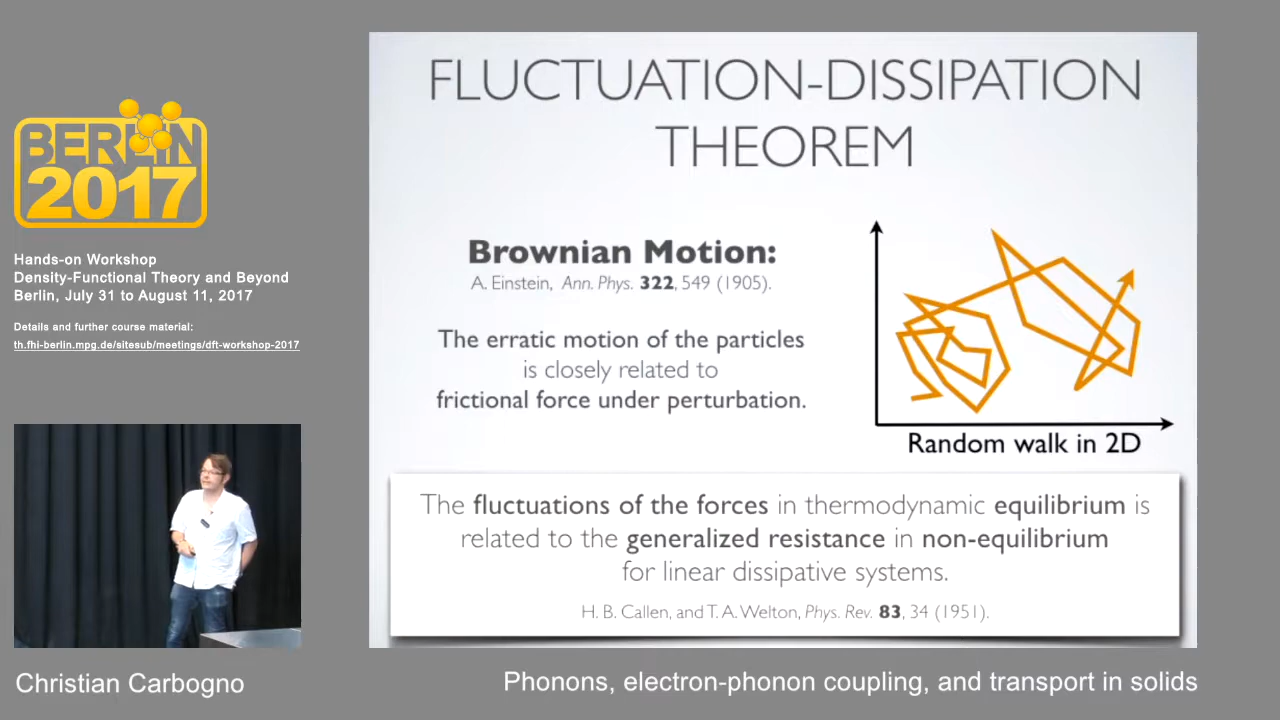 BERLIN
2017
Hands-on Workshop
Density-Functional Theory and Beyond
Berlin, July 31 to August 11, 2017
Details and further course material:
th.fhi-berlin.mpg.de/sitesub/meetings/dft-workshop-2017
FLUCTUATION-DISSIPATION
THEOREM
Brownian Motion:
A. Einstein, Ann. Phys. 322, 549 (1905).
The erratic motion of the particles
is closely related to
frictional force under perturbation.
Random walk in 2D
The fluctuations of the forces in thermodynamic equilibrium is
related to the generalized resistance in non-equilibrium
for linear dissipative systems.
H. B. Callen, and T. A. Welton, Phys. Rev. 83, 34 (1951).
Christian Carbogno
Phonons, electron-phonon coupling, and transport in solids